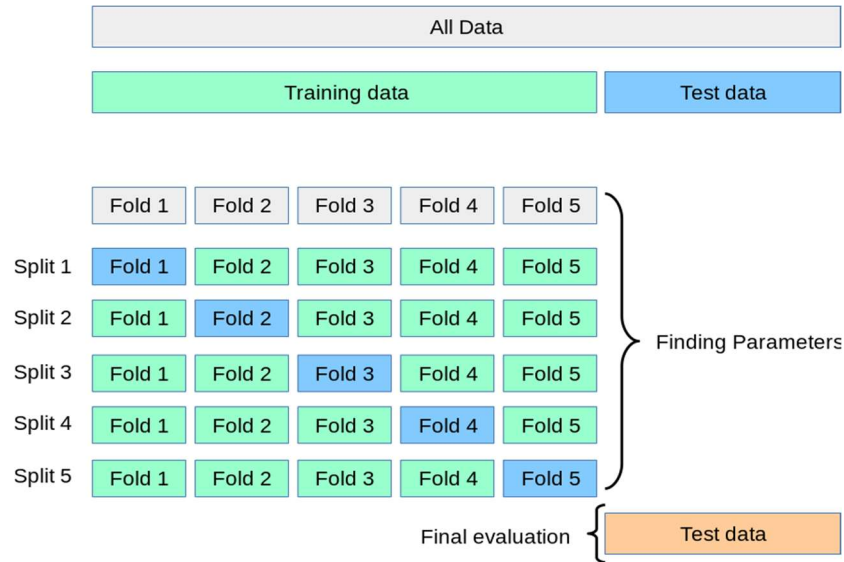 All Data
Training data Test data
Fold 1 Fold 2 Fold 3 Fold 4 Fold 5
Split 1 Fold 1 Fold 2 Fold 3 Fold 4 Fold 5
Split 2 Fold 1 Fold 2 Fold 3 Fold 4 Fold 5
Finding Parameters
Split 3 Fold 1 Fold 2 Fold 3 Fold 4 Fold 5
Split 4 Fold 1 Fold 2 Fold 3 Fold 4 Fold 5
Split 5 Fold 1 Fold 2 Fold 3 Fold 4 Fold 5
Final evaluation Test data